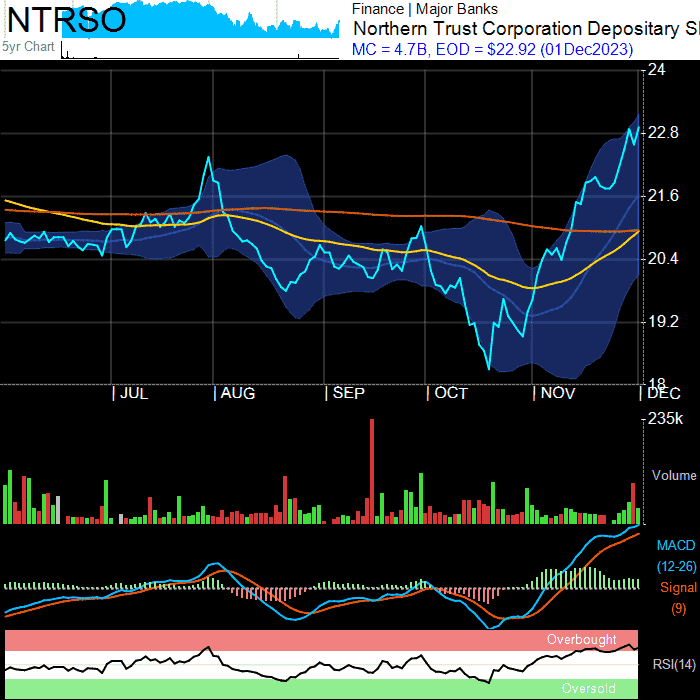 NTRSO
Finance | Major Banks
Northern Trust Corporation Depositary S
5yr Chart
MC = 4.7B, EOD = $22.92 (01Dec2023)
24
22.8
21.6
20.4
19.2
18
JUL AUG SEP OCT NOV DEC
235k
Volume
MACD
(12-26)
Signal
(9)
Overbought
RSI(14)
Oversold